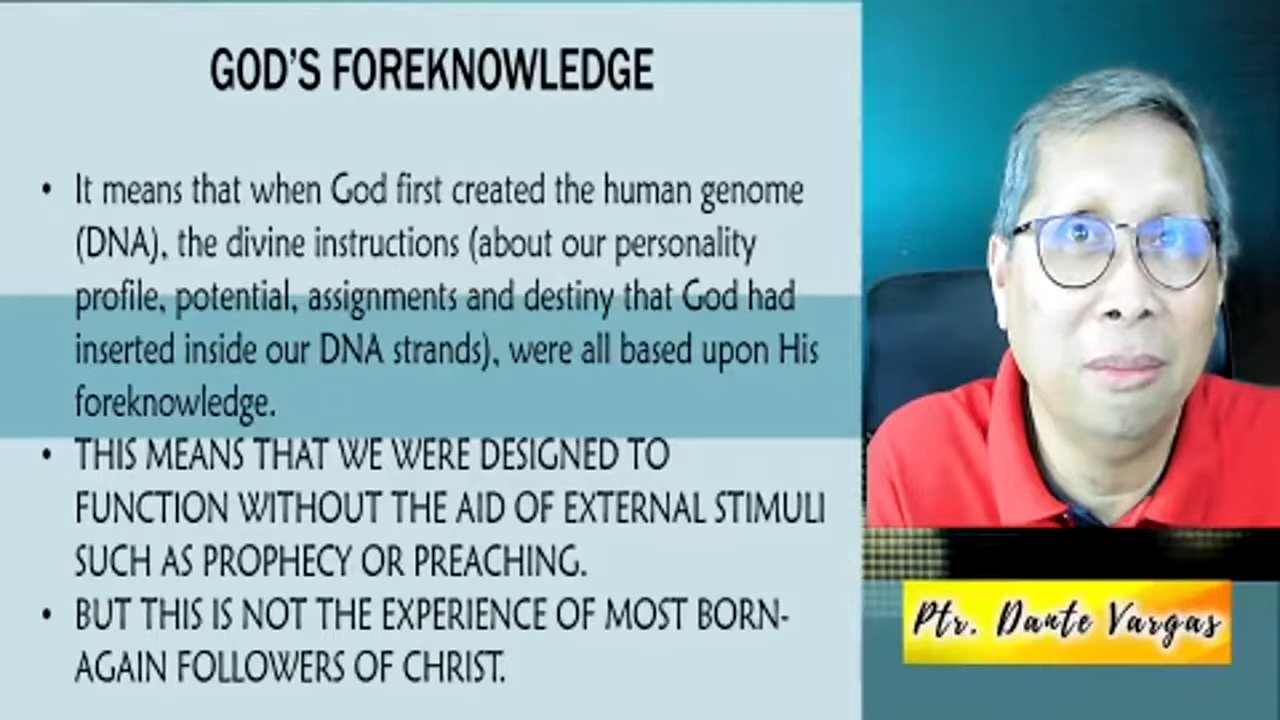 GOD'S FOREKNOWLEDGE
• It means that when God first created the human genome
(DNA), the divine instructions (about our personality
profile, potential, assignments and destiny that God had
inserted inside our DNA strands), were all based upon His
foreknowledge.
• THIS MEANS THAT WE WERE DESIGNED TO
FUNCTION WITHOUT THE AID OF EXTERNAL STIMULI
SUCH AS PROPHECY OR PREACHING.
• BUT THIS IS NOT THE EXPERIENCE OF MOST BORN-
AGAIN FOLLOWERS OF CHRIST.
Ptr. Dante Vargas